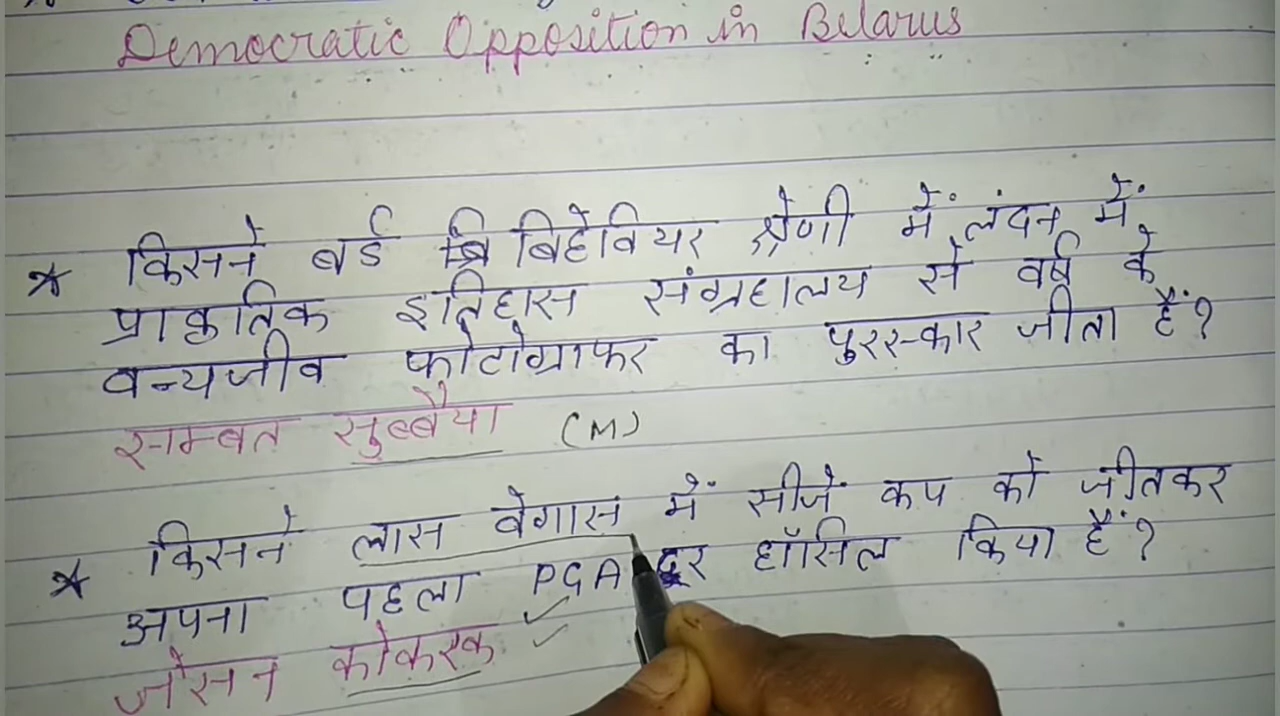 Democratic Opposition in Belarus
* किसने बर्ड बिहेवियर श्रेणी में लंदन में
प्राकृतिक इतिहास संग्रहालय से वर्ष के
वन्यजीव फोटोग्राफर का पुरस्कार जीता हैं?
सम्बत सुब्बैया (M)
* किसने लास वेगास में सीजें कप को जीतकर
अपना पहला PGA टूर हॉसिल किया हैं?
जेसन कोकरक